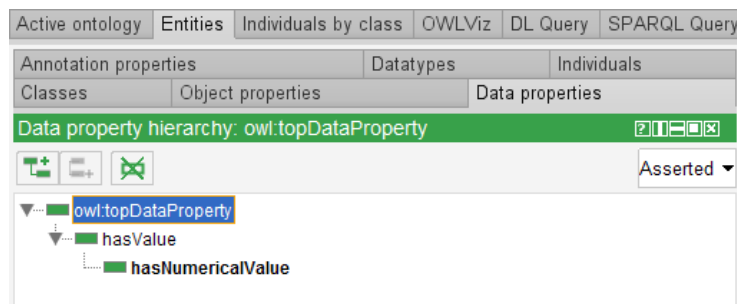 Active ontology Entities Individuals by class OWLViz DL Query SPARQL Query
Annotation properties Datatypes Individuals
Classes Object properties Data properties
Data property hierarchy: owl:topDataProperty
Asserted
owl:topDataProperty
hasValue
hasNumericalValue